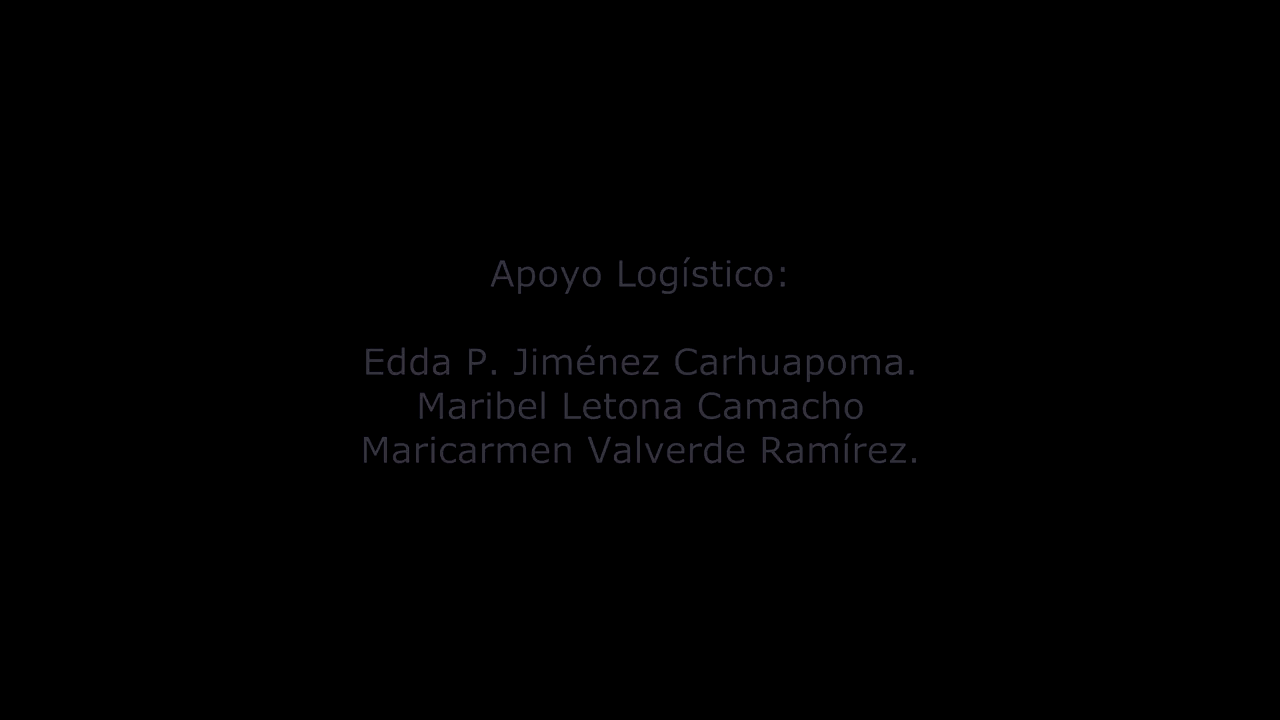 Apoyo Logístico:
Edda P. Jiménez Carhuapoma.
Maribel Letona Camacho
Maricarmen Valverde Ramírez.